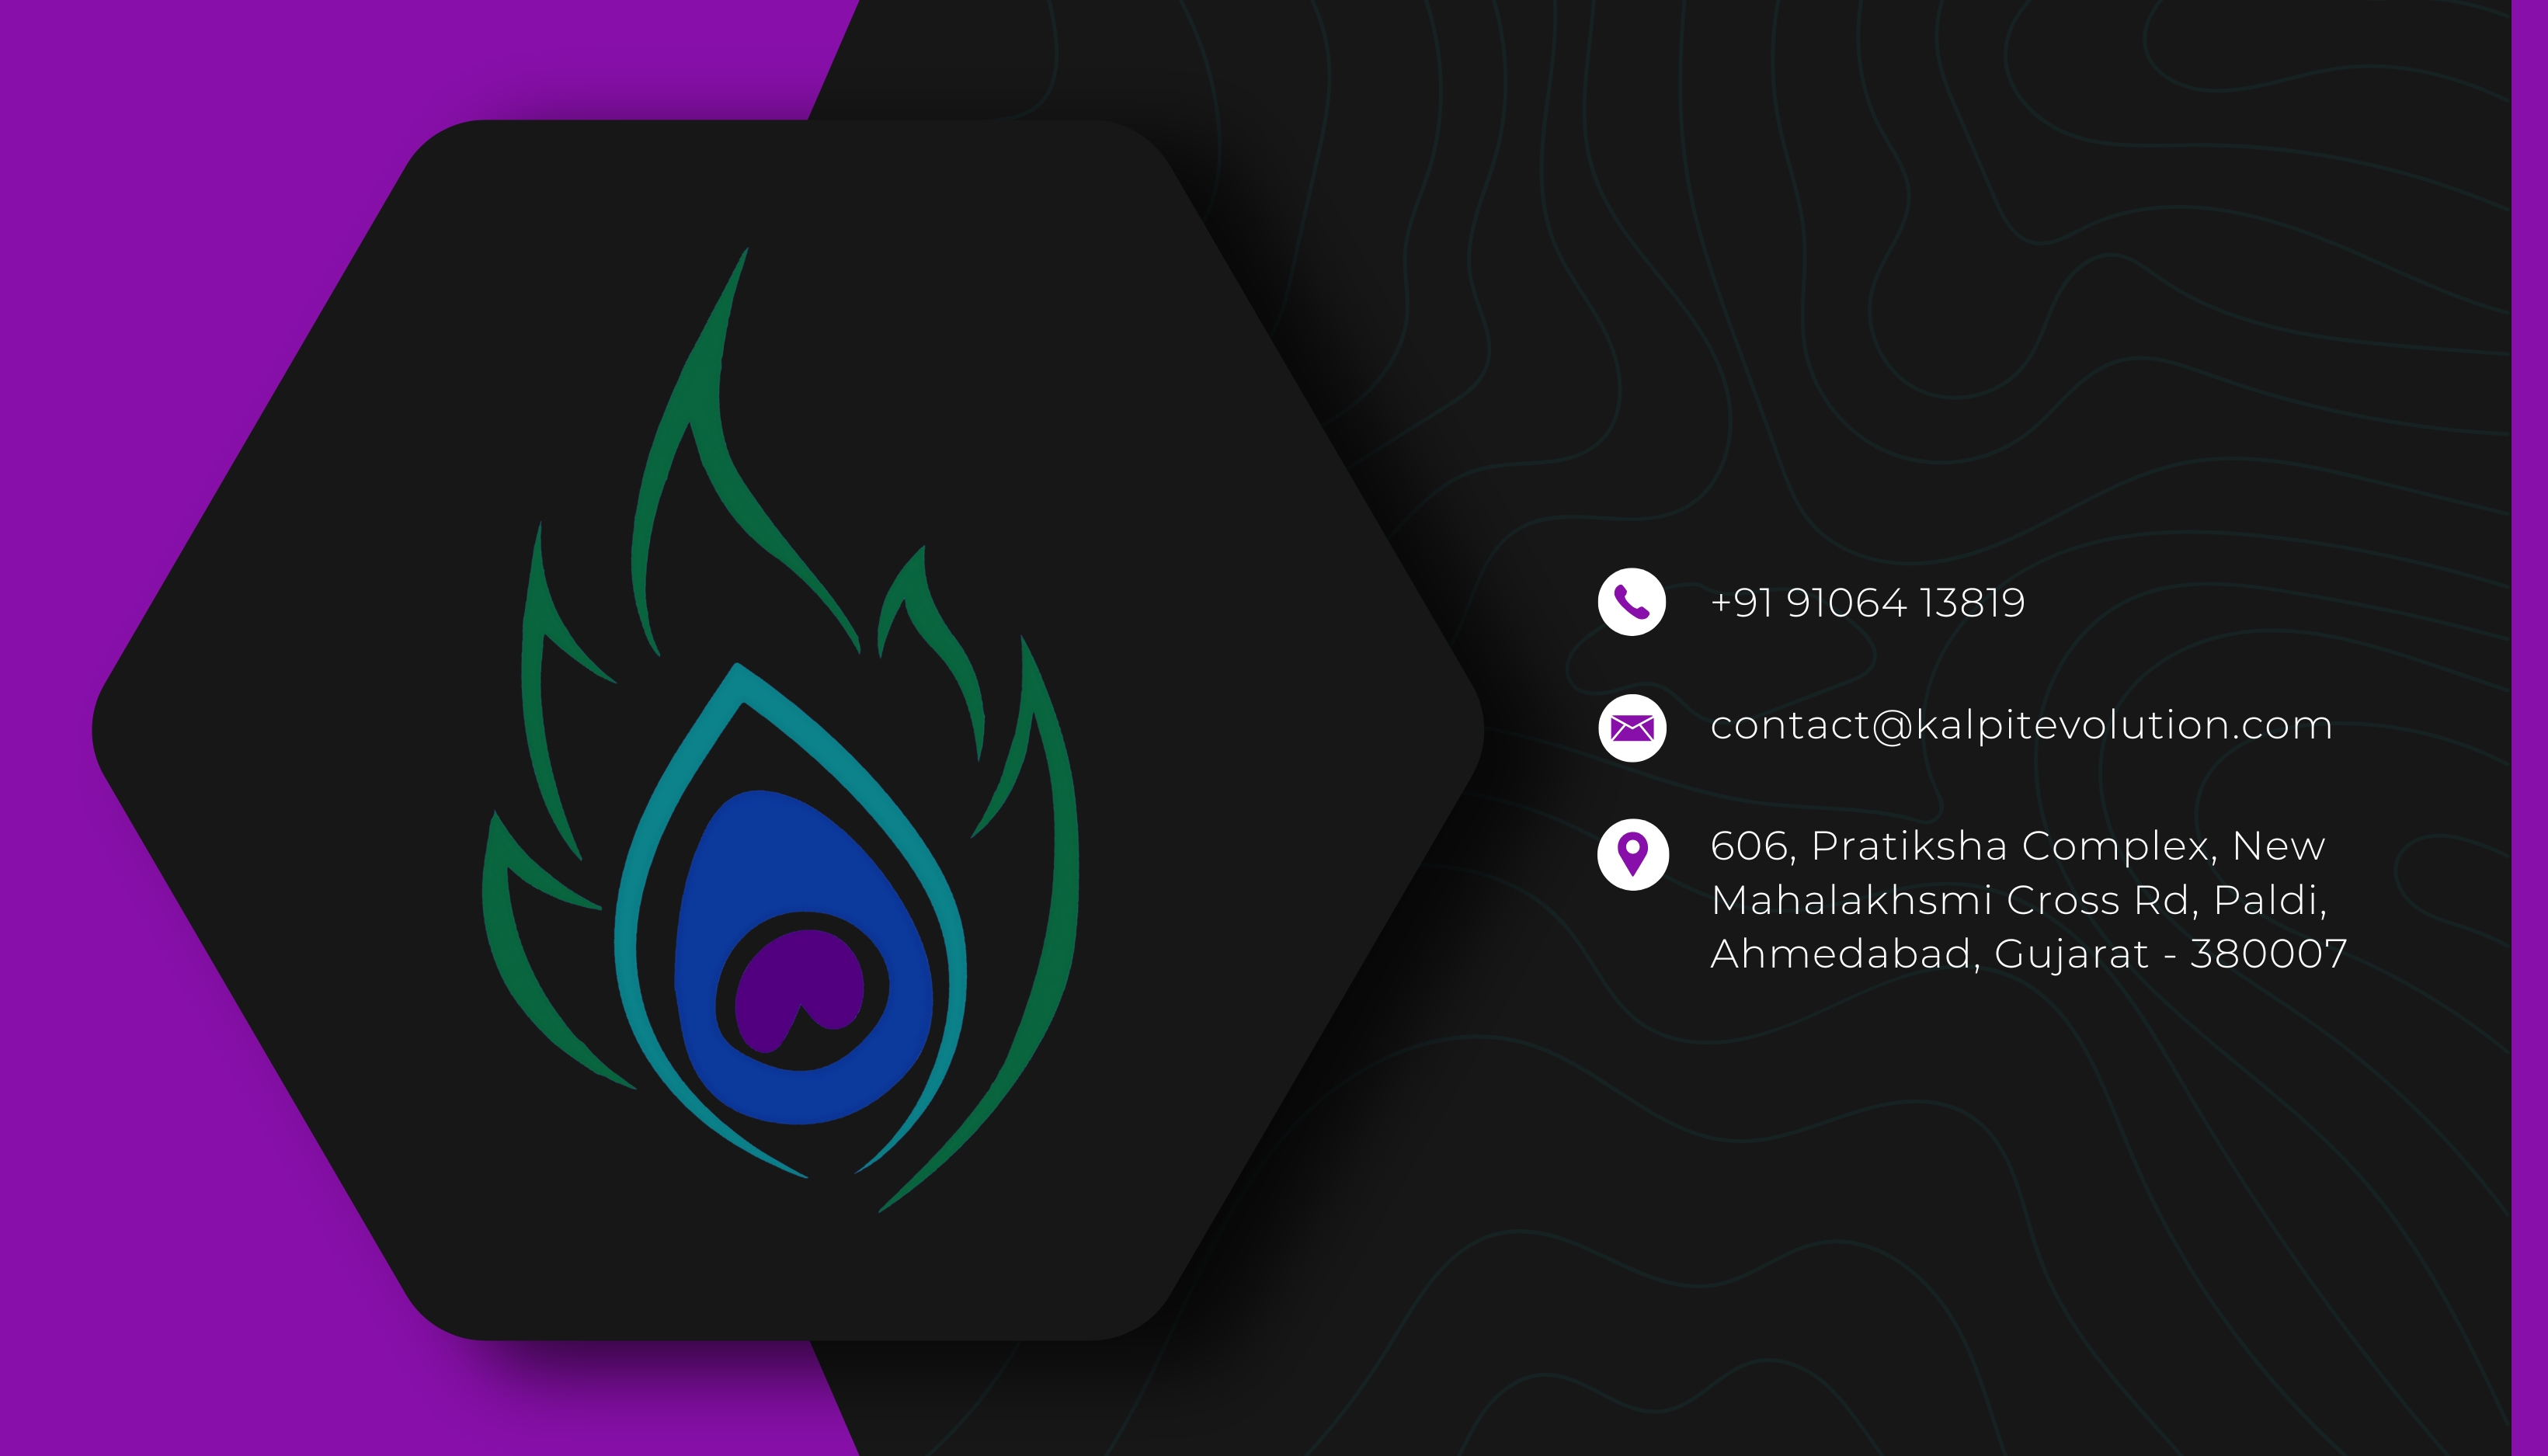 +91 91064 13819
contact@kalpitevolution.com
606, Pratiksha Complex, New
Mahalakhsmi Cross Rd, Paldi,
Ahmedabad, Gujarat - 380007